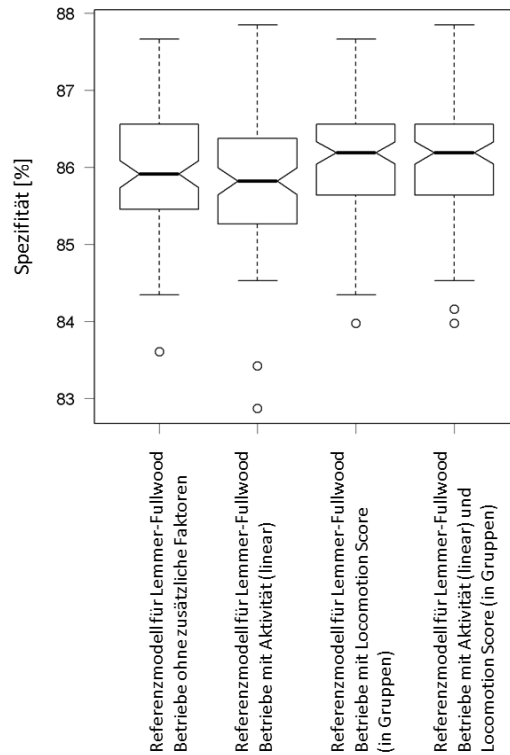 Spezifität [%]
88
87
86
85
84
83
Referenzmodell für Lemmer-Fullwood
Betriebe ohne zusätzliche Faktoren
Referenzmodell für Lemmer-Fullwood
Betriebe mit Aktivität (linear)
Referenzmodell für Lemmer-Fullwood
Betriebe mit Locomotion Score
(in Gruppen)
Referenzmodell für Lemmer-Fullwood
Betriebe mit Aktivität (linear) und
Locomotion Score (in Gruppen)